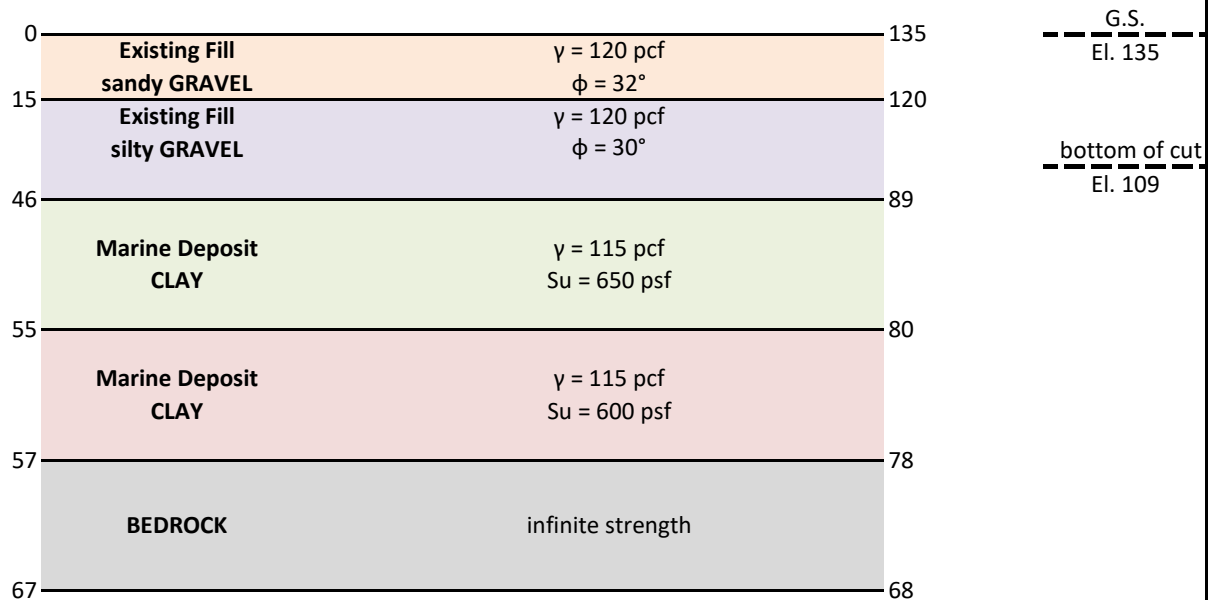 0
135
G.S.
El. 135
Existing Fill
γ = 120 pcf
sandy GRAVEL
ϕ = 32°
15
120
Existing Fill
γ = 120 pcf
silty GRAVEL
ϕ = 30°
bottom of cut
El. 109
46
89
Marine Deposit
γ = 115 pcf
CLAY
Su = 650 psf
55
80
Marine Deposit
γ = 115 pcf
CLAY
Su = 600 psf
57
78
BEDROCK
infinite strength
67
68